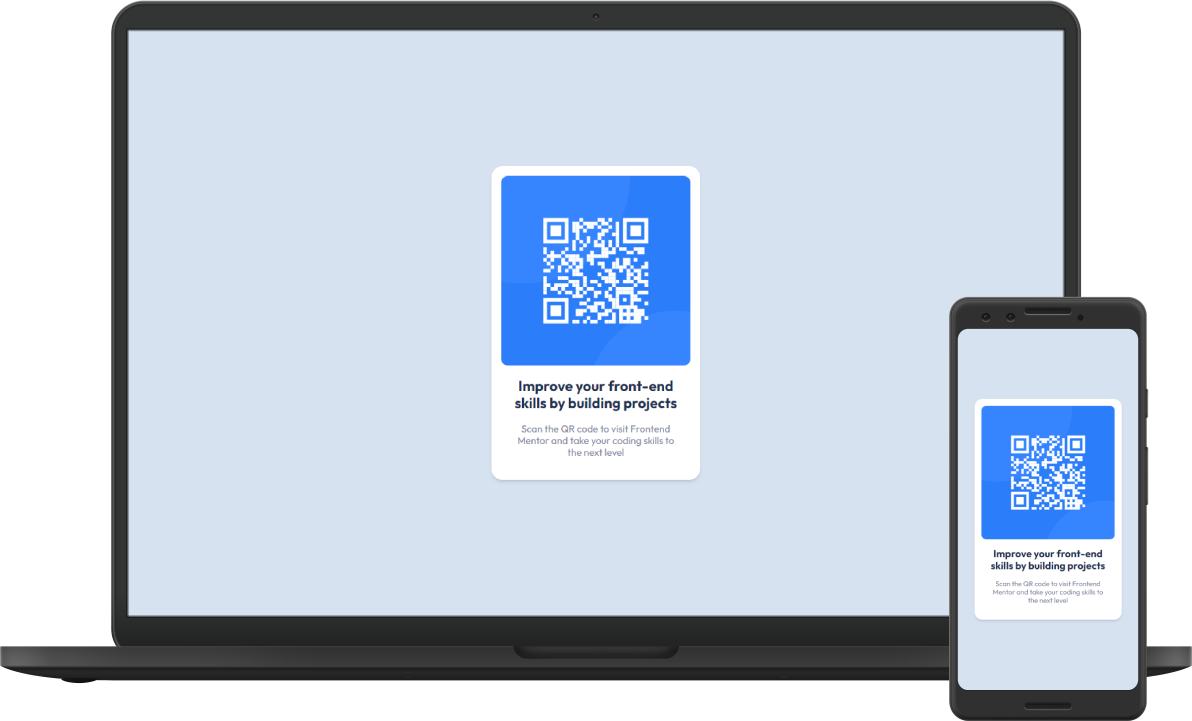 Improve your front-end
skills by building projects
Scan the QR code to visit Frontend
Mentor and take your coding skills to
the next level
Improve your front-end
skills by building projects
Scan the QR code to visit Frontend
Mentor and take your coding skills to
the next level